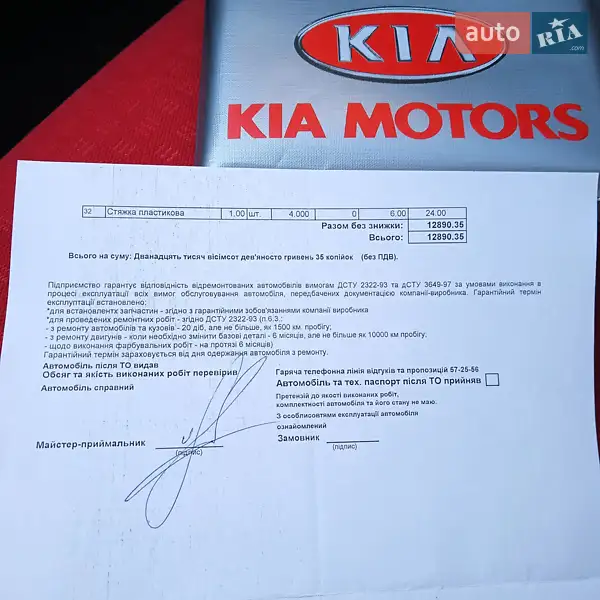 KIA
auto RIA
.com
KIA MOTORS
32 Стяжка пластикова 1,00 шт. 4.000 0 6,00 24.00
Разом без знижки: 12890.35
Всього: 12890.35
Всього на суму: Дванадцять тисяч вісімсот дев'яносто гривень 35 копійок (без ПДВ).
Підприємство гарантує відповідність відремонтованих автомобілів вимогам ДСТУ 2322-93 та дСТУ 3649-97 за умовами виконання в
процесі експлуатації всіх вимог обслуговування автомобіля, передбачених документацією компанії-виробника. Гарантійний термін
експлуатації встановлено:
*для встановлентх запчастин - згідно з гарантійними зобов'язаннями компанії виробника
*для проведених ремонтних робіт - згідно ДСТУ 2322-93 (п.6.3.:
- з ремонту автомобілів та кузовів - 20 діб, але не більше, як 1500 км. пробігу;
- з ремонту двигунів - коли необхідно змінити базові деталі - 6 місяців, але не більше як 10000 км пробігу;
- щодо виконання фарбувальних робіт - на протязі 6 місяців)
Гарантійний термін зараховується від дня одержання автомобіля з ремонту.
Автомобіль після ТО видав
Обсяг та якість виконаних робіт перевірив
Автомобіль справний
Майстер-приймальник
(підпис)
Гаряча телефонна лінія відгуків та пропозицій 57-25-56
Автомобіль та тех. паспорт після ТО прийняв
Претензій до якості виконаних робіт,
комплектності автомобіля та його стану не маю.
З особливостями експлуатації автомобіля
ознайомлений
Замовник
(підпис)